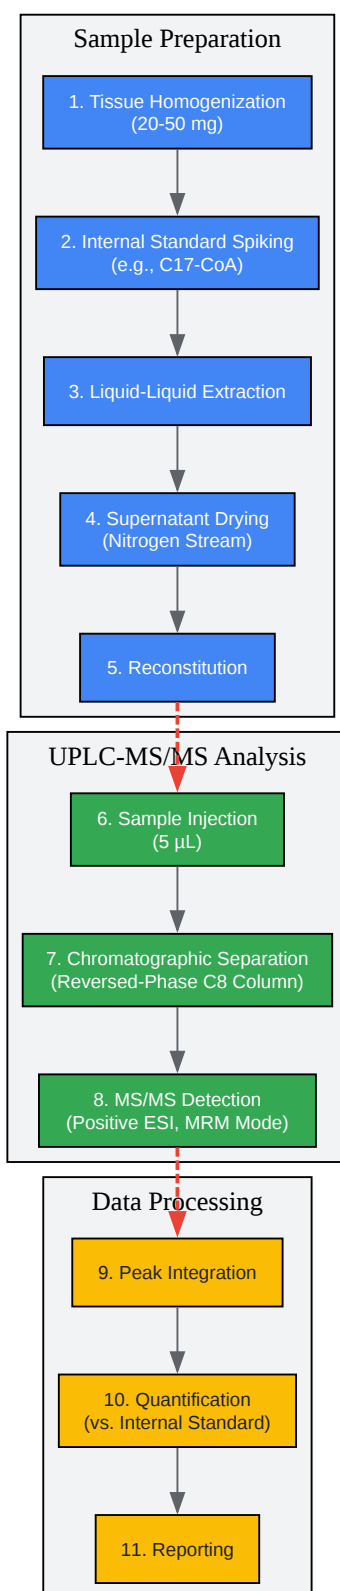 Sample Preparation
1. Tissue Homogenization
(20-50 mg)
2. Internal Standard Spiking
(e.g., C17-CoA)
3. Liquid-Liquid Extraction
4. Supernatant Drying
(Nitrogen Stream)
5. Reconstitution
UPLC-MS/MS Analysis
6. Sample Injection
(5 µL)
7. Chromatographic Separation
(Reversed-Phase C8 Column)
8. MS/MS Detection
(Positive ESI, MRM Mode)
Data Processing
9. Peak Integration
10. Quantification
(vs. Internal Standard)
11. Reporting